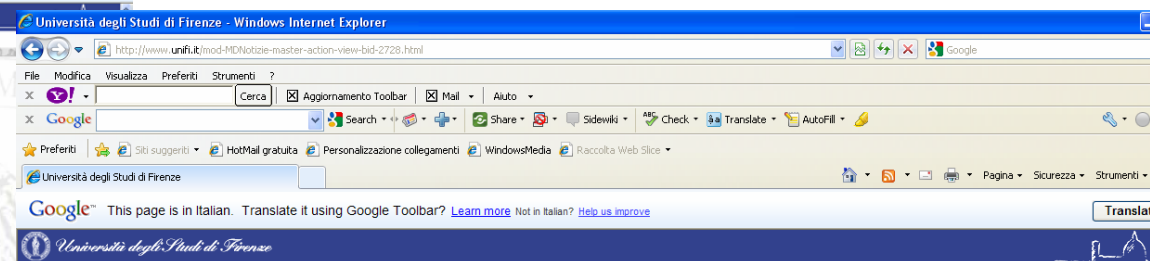 Università degli Studi di Firenze - Windows Internet Explorer
http://www.unifi.it/mod-MDNotizie-master-action-view-bid-2728.html Google
File Modifica Visualizza Preferiti Strumenti ?
x Y! Cerca Aggiornamento Toolbar Mail Aiuto
x Google Search Share Sidewiki ABC Check aa Translate AutoFill
Preferiti Siti suggeriti HotMail gratuita Personalizzazione collegamenti WindowsMedia Raccolta Web Slice
Università degli Studi di Firenze Pagina Sicurezza Strumenti
Google™ This page is in Italian. Translate it using Google Toolbar? Learn more Not in Italian? Help us improve Translat
Università degli Studi di Firenze